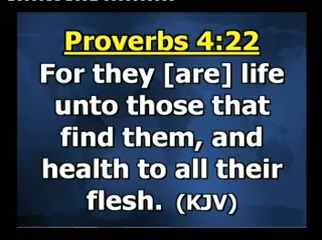 Proverbs 4:22
For they [are] life
unto those that
find them, and
health to all their
flesh. (KJV)